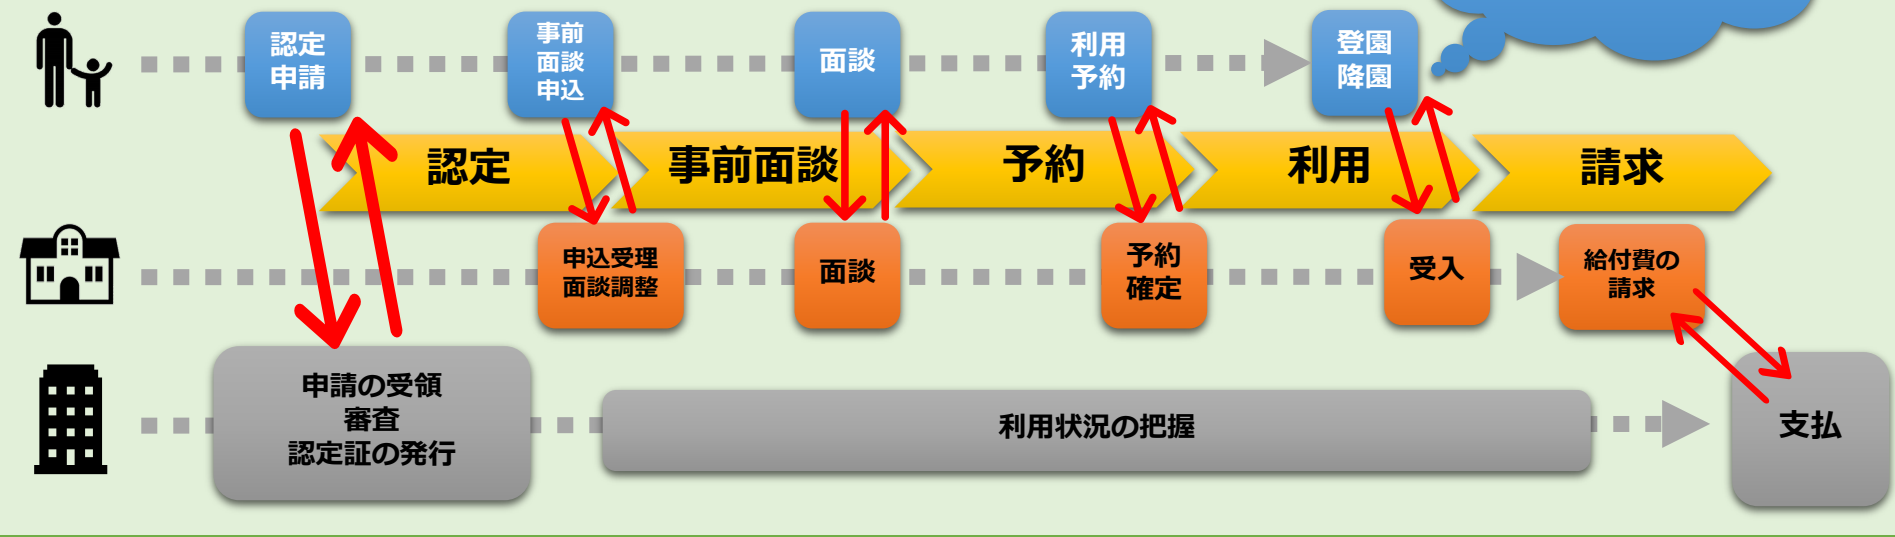 認定
申請
事前
面談
申込
面談
利用
予約
登園
降園
認定
事前面談
予約
利用
請求
申込受理
面談調整
面談
予約
確定
受入
給付費の
請求
申請の受領
審査
認定証の発行
利用状況の把握
支払